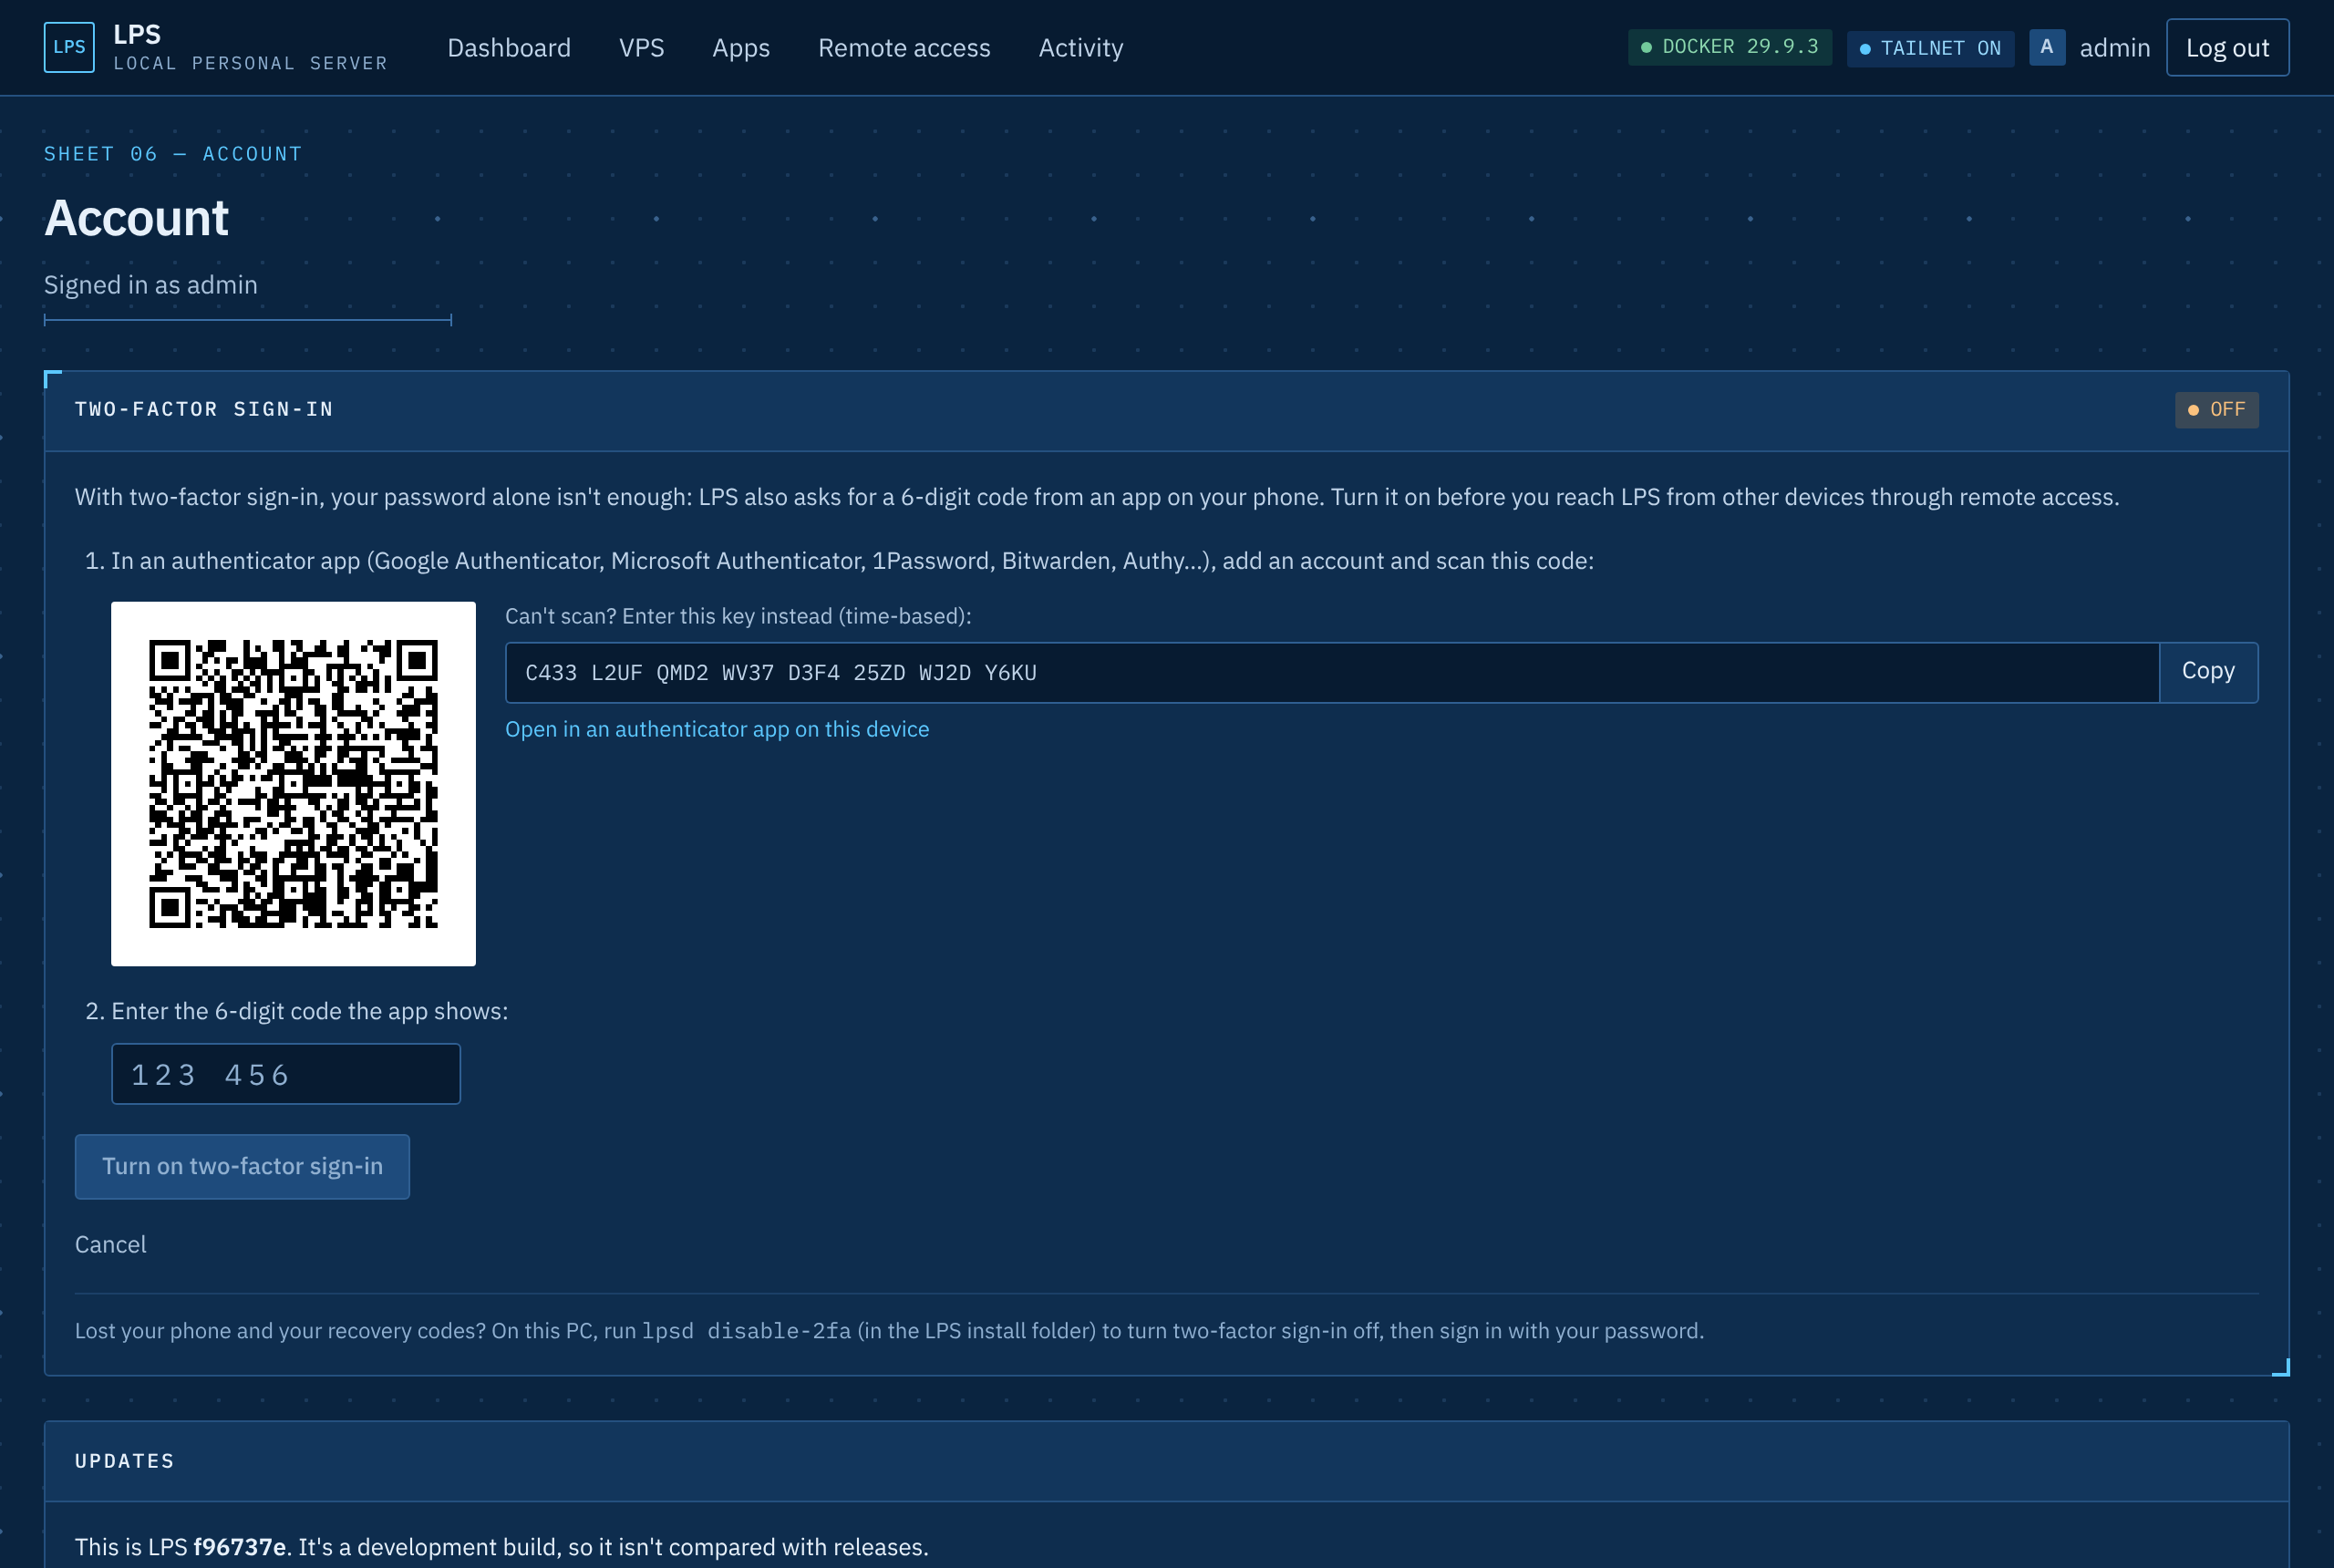 LPS
LPS
LOCAL PERSONAL SERVER
Dashboard
VPS
Apps
Remote access
Activity
DOCKER 29.9.3
TAILNET ON
A
admin
Log out
SHEET 06 — ACCOUNT
Account
Signed in as admin
TWO-FACTOR SIGN-IN
OFF
With two-factor sign-in, your password alone isn't enough: LPS also asks for a 6-digit code from an app on your phone. Turn it on before you reach LPS from other devices through remote access.
1. In an authenticator app (Google Authenticator, Microsoft Authenticator, 1Password, Bitwarden, Authy…), add an account and scan this code:
Can't scan? Enter this key instead (time-based):
C433 L2UF QMD2 WV37 D3F4 25ZD WJ2D Y6KU
Copy
Open in an authenticator app on this device
2. Enter the 6-digit code the app shows:
123 456
Turn on two-factor sign-in
Cancel
Lost your phone and your recovery codes? On this PC, run lpsd disable-2fa (in the LPS install folder) to turn two-factor sign-in off, then sign in with your password.
UPDATES
This is LPS f96737e. It's a development build, so it isn't compared with releases.